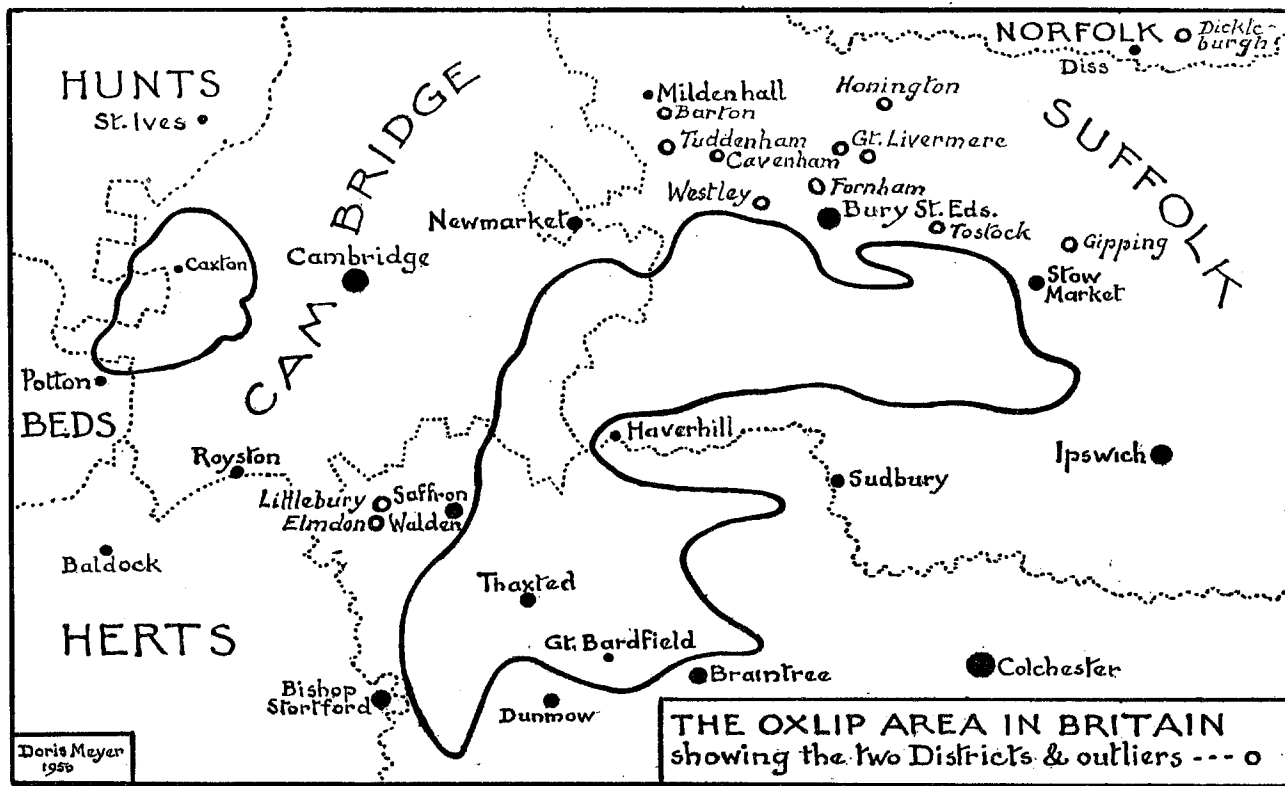 NORFOLK
Dickle-
burgh
Diss
HUNTS
St. Ives
CAMBRIDGE
SUFFOLK
Mildenhall
Barton
Honington
Tuddenham
Cavenham
Gt. Livermere
Westley
Fornham
Bury St. Eds.
Tostock
Gipping
Newmarket
Cambridge
Caxton
Stow
Market
Potton
BEDS
Haverhill
Royston
Ipswich
Sudbury
Littlebury
Saffron
Elmdon
Walden
Baldock
Thaxted
HERTS
Gt. Bardfield
Braintree
Colchester
Bishop
Stortford
Dunmow
THE OXLIP AREA IN BRITAIN
showing the two Districts & outliers --- o
Doris Meyer
1950